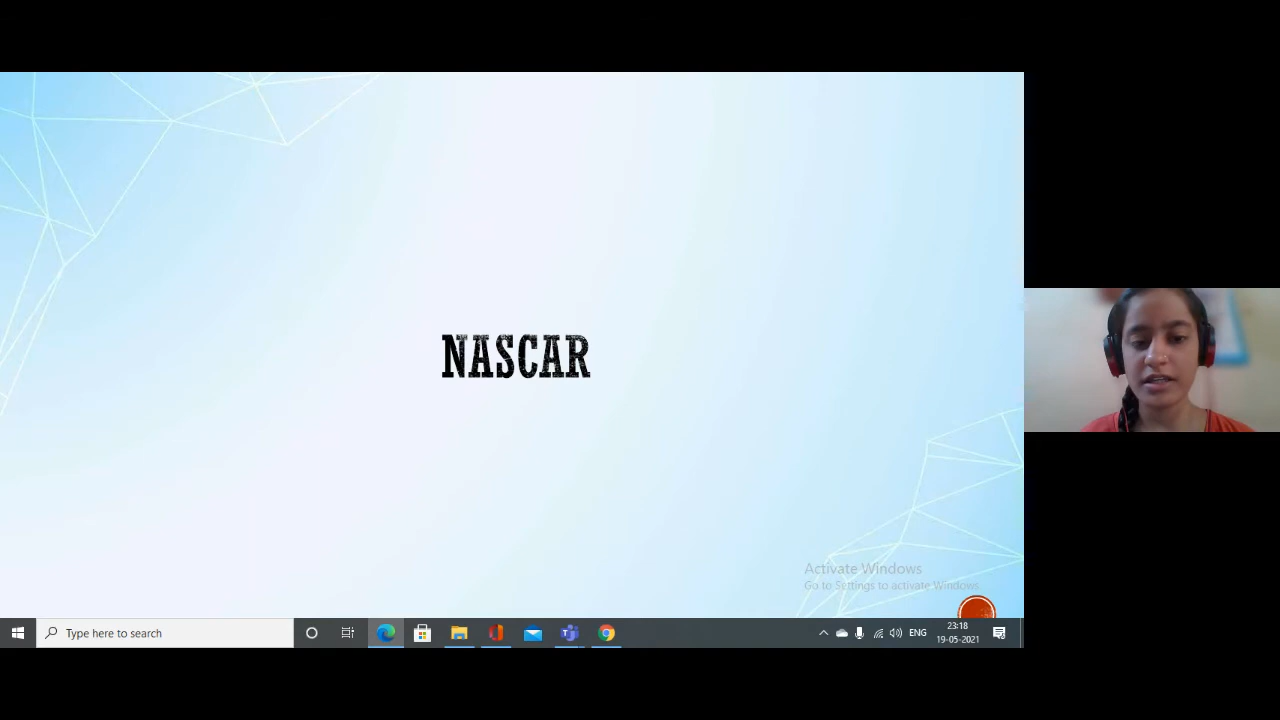 NASCAR
Activate Windows
Go to Settings to activate Windows.
Type here to search
ENG
23:18
19-05-2021